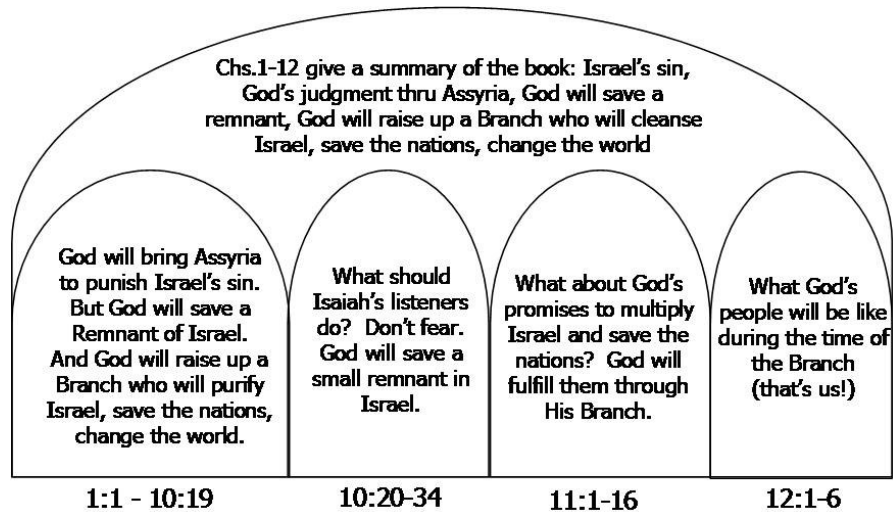 Chs.1-12 give a summary of the book: Israel's sin,
God's judgment thru Assyria, God will save a
remnant, God will raise up a Branch who will cleanse
Israel, save the nations, change the world
God will bring Assyria
to punish Israel's sin.
But God will save a
Remnant of Israel.
And God will raise up a
Branch who will purify
Israel, save the nations,
change the world.
What should
Isaiah's listeners
do?  Don't fear.
God will save a
small remnant in
Israel.
What about God's
promises to multiply
Israel and save the
nations?  God will
fulfill them through
His Branch.
What God's
people will be like
during the time of
the Branch
(that's us!)
1:1 - 10:19
10:20-34
11:1-16
12:1-6